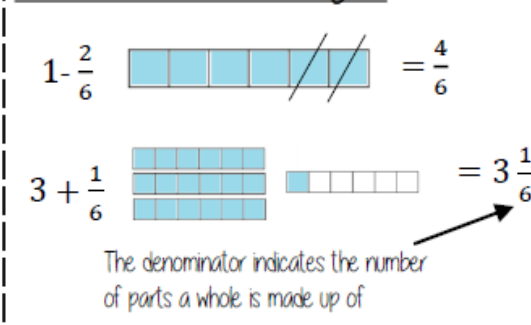 1- 2/6 = 4/6
3 + 1/6 = 3 1/6
The denominator indicates the number
of parts a whole is made up of